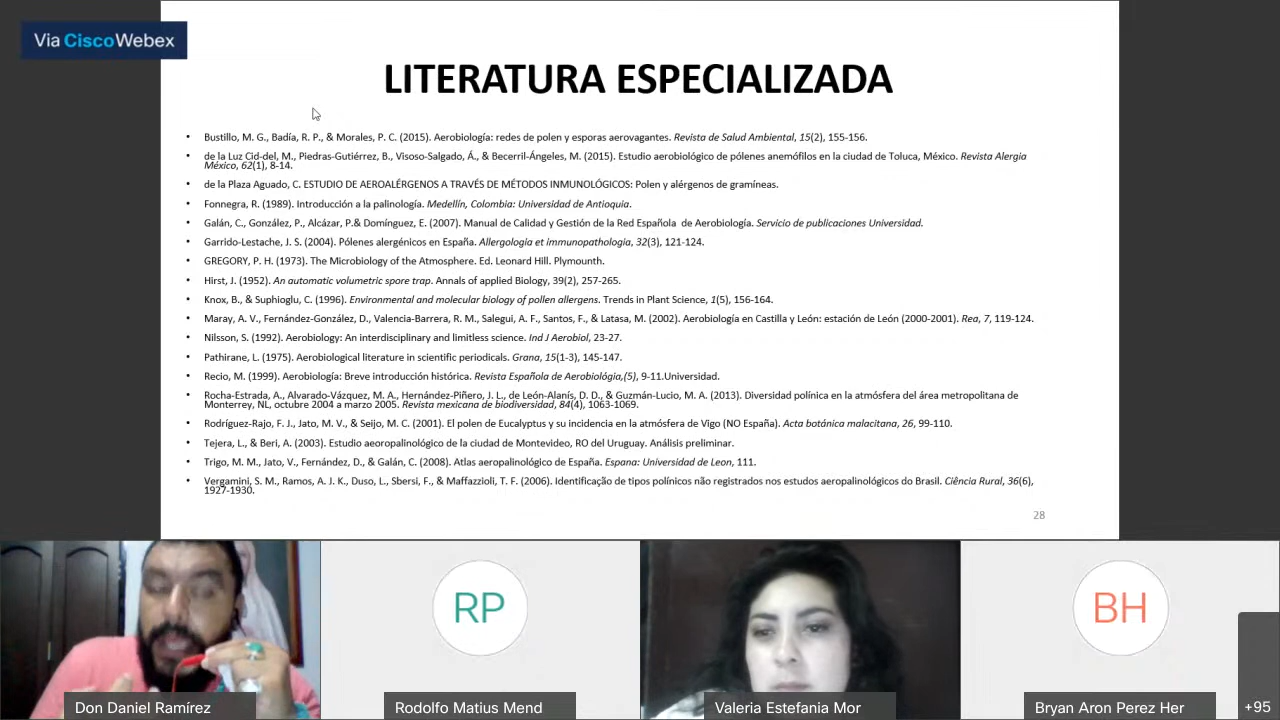 Via Cisco Webex
LITERATURA ESPECIALIZADA
• Bustillo, M. G., Badía, R. P., & Morales, P. C. (2015). Aerobiología: redes de polen y esporas aerovagantes. Revista de Salud Ambiental, 15(2), 155-156.
• de la Luz Cid-del, M., Piedras-Gutiérrez, B., Visoso-Salgado, Á., & Becerril-Ángeles, M. (2015). Estudio aerobiológico de pólenes anemófilos en la ciudad de Toluca, México. Revista Alergia
México, 62(1), 8-14.
• de la Plaza Aguado, C. ESTUDIO DE AEROALÉRGENOS A TRAVÉS DE MÉTODOS INMUNOLÓGICOS: Polen y alérgenos de gramíneas.
• Fonnegra, R. (1989). Introducción a la palinología. Medellín, Colombia: Universidad de Antioquia.
• Galán, C., González, P., Alcázar, P.& Domínguez, E. (2007). Manual de Calidad y Gestión de la Red Española de Aerobiología. Servicio de publicaciones Universidad.
• Garrido-Lestache, J. S. (2004). Pólenes alergénicos en España. Allergologia et immunopathologia, 32(3), 121-124.
• GREGORY, P. H. (1973). The Microbiology of the Atmosphere. Ed. Leonard Hill. Plymounth.
• Hirst, J. (1952). An automatic volumetric spore trap. Annals of applied Biology, 39(2), 257-265.
• Knox, B., & Suphioglu, C. (1996). Environmental and molecular biology of pollen allergens. Trends in Plant Science, 1(5), 156-164.
• Maray, A. V., Fernández-González, D., Valencia-Barrera, R. M., Salegui, A. F., Santos, F., & Latasa, M. (2002). Aerobiología en Castilla y León: estación de León (2000-2001). Rea, 7, 119-124.
• Nilsson, S. (1992). Aerobiology: An interdisciplinary and limitless science. Ind J Aerobiol, 23-27.
• Pathirane, L. (1975). Aerobiological literature in scientific periodicals. Grana, 15(1-3), 145-147.
• Recio, M. (1999). Aerobiología: Breve introducción histórica. Revista Española de Aerobiológia,(5), 9-11.Universidad.
• Rocha-Estrada, A., Alvarado-Vázquez, M. A., Hernández-Piñero, J. L., de León-Alanís, D. D., & Guzmán-Lucio, M. A. (2013). Diversidad polínica en la atmósfera del área metropolitana de
Monterrey, NL, octubre 2004 a marzo 2005. Revista mexicana de biodiversidad, 84(4), 1063-1069.
• Rodríguez-Rajo, F. J., Jato, M. V., & Seijo, M. C. (2001). El polen de Eucalyptus y su incidencia en la atmósfera de Vigo (NO España). Acta botánica malacitana, 26, 99-110.
• Tejera, L., & Beri, A. (2003). Estudio aeoropalinológico de la ciudad de Montevideo, RO del Uruguay. Análisis preliminar.
• Trigo, M. M., Jato, V., Fernández, D., & Galán, C. (2008). Atlas aeropalinológico de España. Espana: Universidad de Leon, 111.
• Vergamini, S. M., Ramos, A. J. K., Duso, L., Sbersi, F., & Maffazzioli, T. F. (2006). Identificação de tipos polínicos não registrados nos estudos aeropalinológicos do Brasil. Ciência Rural, 36(6),
1927-1930.
28
RP
BH
Don Daniel Ramírez
Rodolfo Matius Mend
Valeria Estefania Mor
Bryan Aron Perez Her
+95